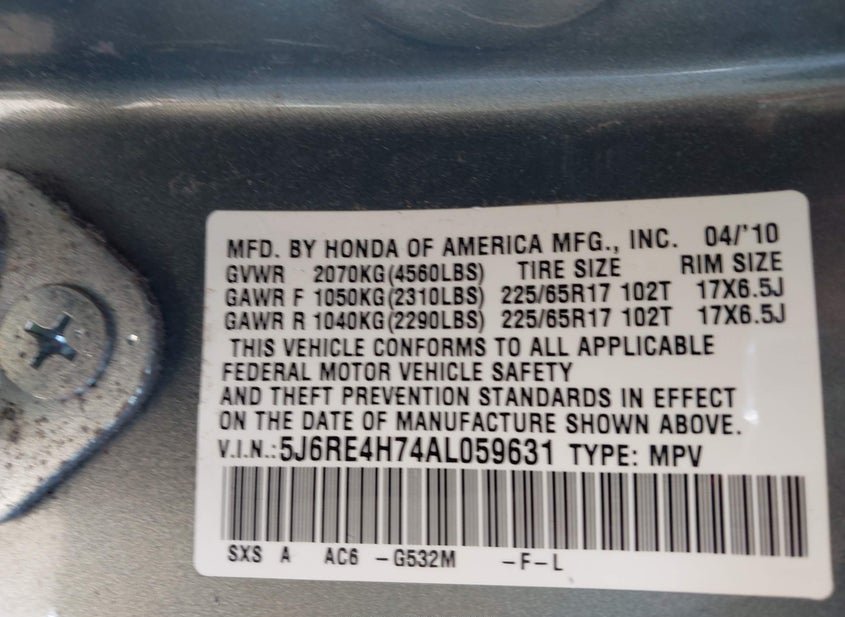 MFD. BY HONDA OF AMERICA MFG., INC. 04/'10
GVWR 2070KG(4560LBS) TIRE SIZE RIM SIZE
GAWR F 1050KG(2310LBS) 225/65R17 102T 17X6.5J
GAWR R 1040KG(2290LBS) 225/65R17 102T 17X6.5J
THIS VEHICLE CONFORMS TO ALL APPLICABLE
FEDERAL MOTOR VEHICLE SAFETY
AND THEFT PREVENTION STANDARDS IN EFFECT
ON THE DATE OF MANUFACTURE SHOWN ABOVE.
V.I.N.:5J6RE4H74AL059631 TYPE: MPV
SXS A AC6 -G532M -F-L